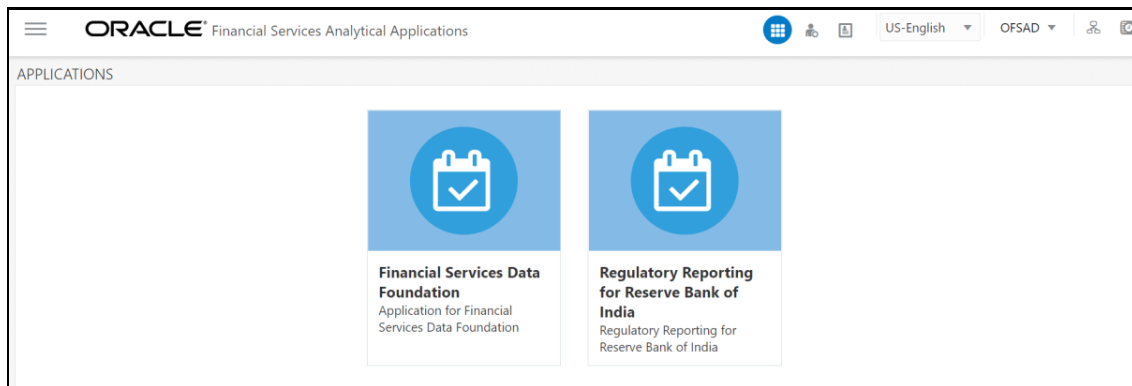 ORACLE® Financial Services Analytical Applications US-English OFSAD
APPLICATIONS
Financial Services Data
Foundation
Application for Financial
Services Data Foundation
Regulatory Reporting
for Reserve Bank of
India
Regulatory Reporting for
Reserve Bank of India